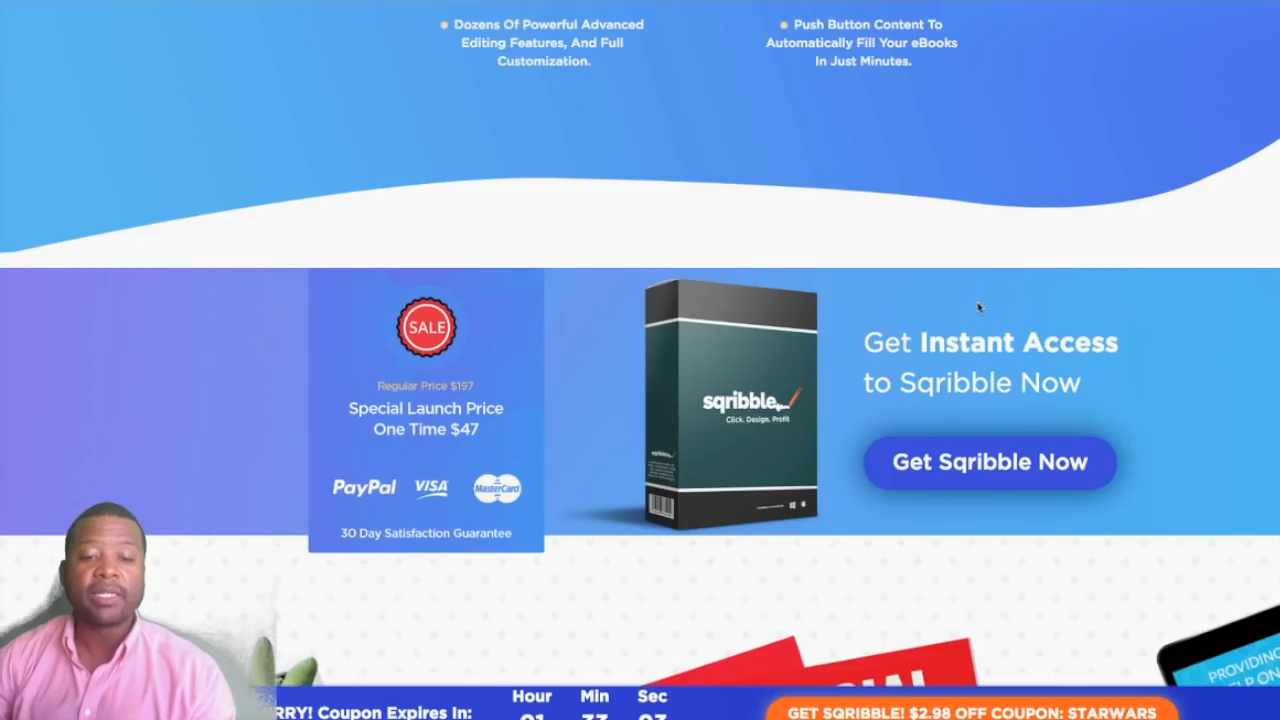 Dozens Of Powerful Advanced
Editing Features, And Full
Customization.
Push Button Content To
Automatically Fill Your eBooks
In Just Minutes.
SALE
Regular Price $197
Special Launch Price
One Time $47
PayPal VISA MasterCard
30 Day Satisfaction Guarantee
sqribble
Click. Design. Profit
Get Instant Access
to Sqribble Now
Get Sqribble Now
PROVIDING
RRY! Coupon Expires In:
Hour Min Sec
GET SQRIBBLE! $2.98 OFF COUPON: STARWARS